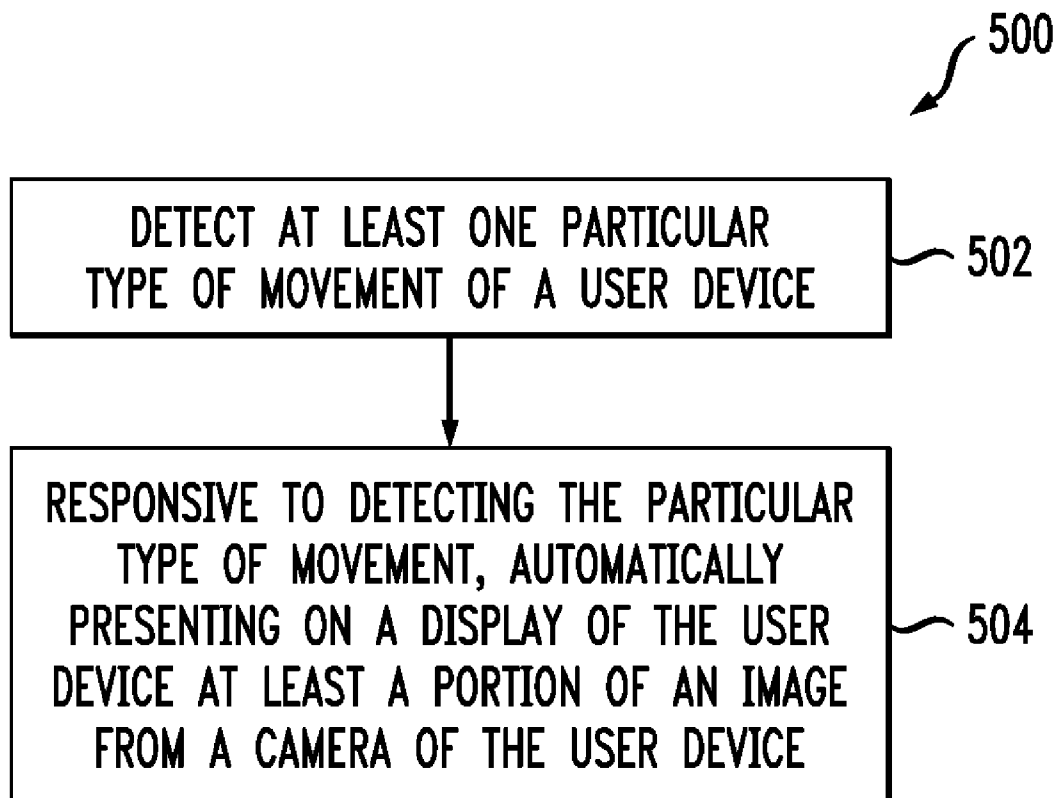 500
DETECT AT LEAST ONE PARTICULAR
TYPE OF MOVEMENT OF A USER DEVICE
502
RESPONSIVE TO DETECTING THE PARTICULAR
TYPE OF MOVEMENT, AUTOMATICALLY
PRESENTING ON A DISPLAY OF THE USER
DEVICE AT LEAST A PORTION OF AN IMAGE
FROM A CAMERA OF THE USER DEVICE
504